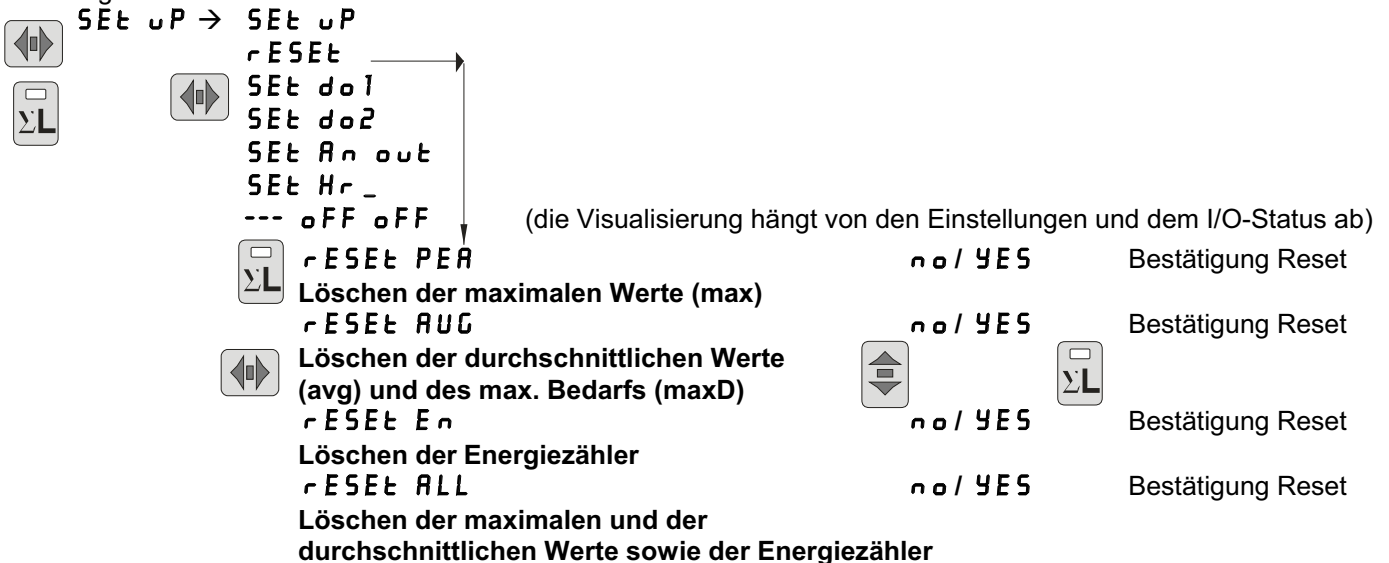 SEt uP → SEt uP
rESEt
ΣL
SEt do1
SEt do2
SEt An out
SEt Hr_
--- oFF oFF (die Visualisierung hängt von den Einstellungen und dem I/O-Status ab)
ΣL rESEt PEA no/ YES Bestätigung Reset
Löschen der maximalen Werte (max)
rESEt AUG no/ YES Bestätigung Reset
Löschen der durchschnittlichen Werte
(avg) und des max. Bedarfs (maxD)
ΣL
rESEt En no/ YES Bestätigung Reset
Löschen der Energiezähler
rESEt ALL no/ YES Bestätigung Reset
Löschen der maximalen und der
durchschnittlichen Werte sowie der Energiezähler